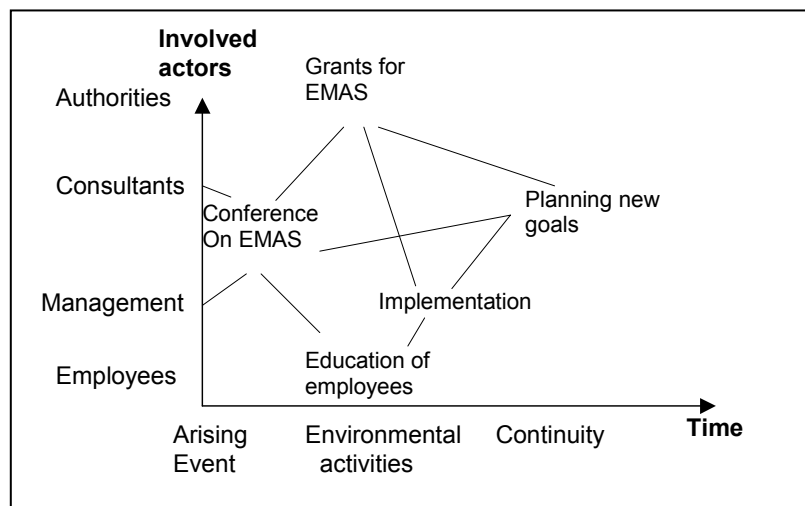 Involved
actors
Grants for
EMAS
Authorities
Consultants
Conference
On EMAS
Planning new
goals
Management
Implementation
Employees
Education of
employees
Time
Arising
Event
Environmental
activities
Continuity